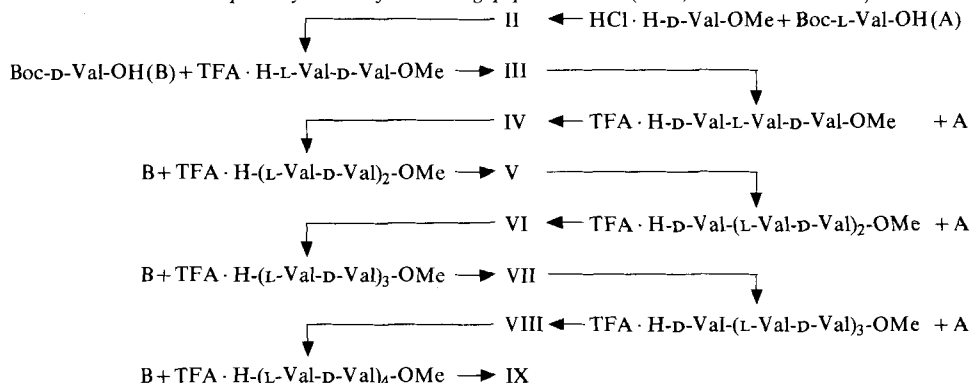 II ← HCl · H-D-Val-OMe + Boc-L-Val-OH (A)
Boc-D-Val-OH (B) + TFA · H-L-Val-D-Val-OMe → III
IV ← TFA · H-D-Val-L-Val-D-Val-OMe + A
B + TFA · H-(L-Val-D-Val)₂-OMe → V
VI ← TFA · H-D-Val-(L-Val-D-Val)₂-OMe + A
B + TFA · H-(L-Val-D-Val)₃-OMe → VII
VIII ← TFA · H-D-Val-(L-Val-D-Val)₃-OMe + A
B + TFA · H-(L-Val-D-Val)₄-OMe → IX